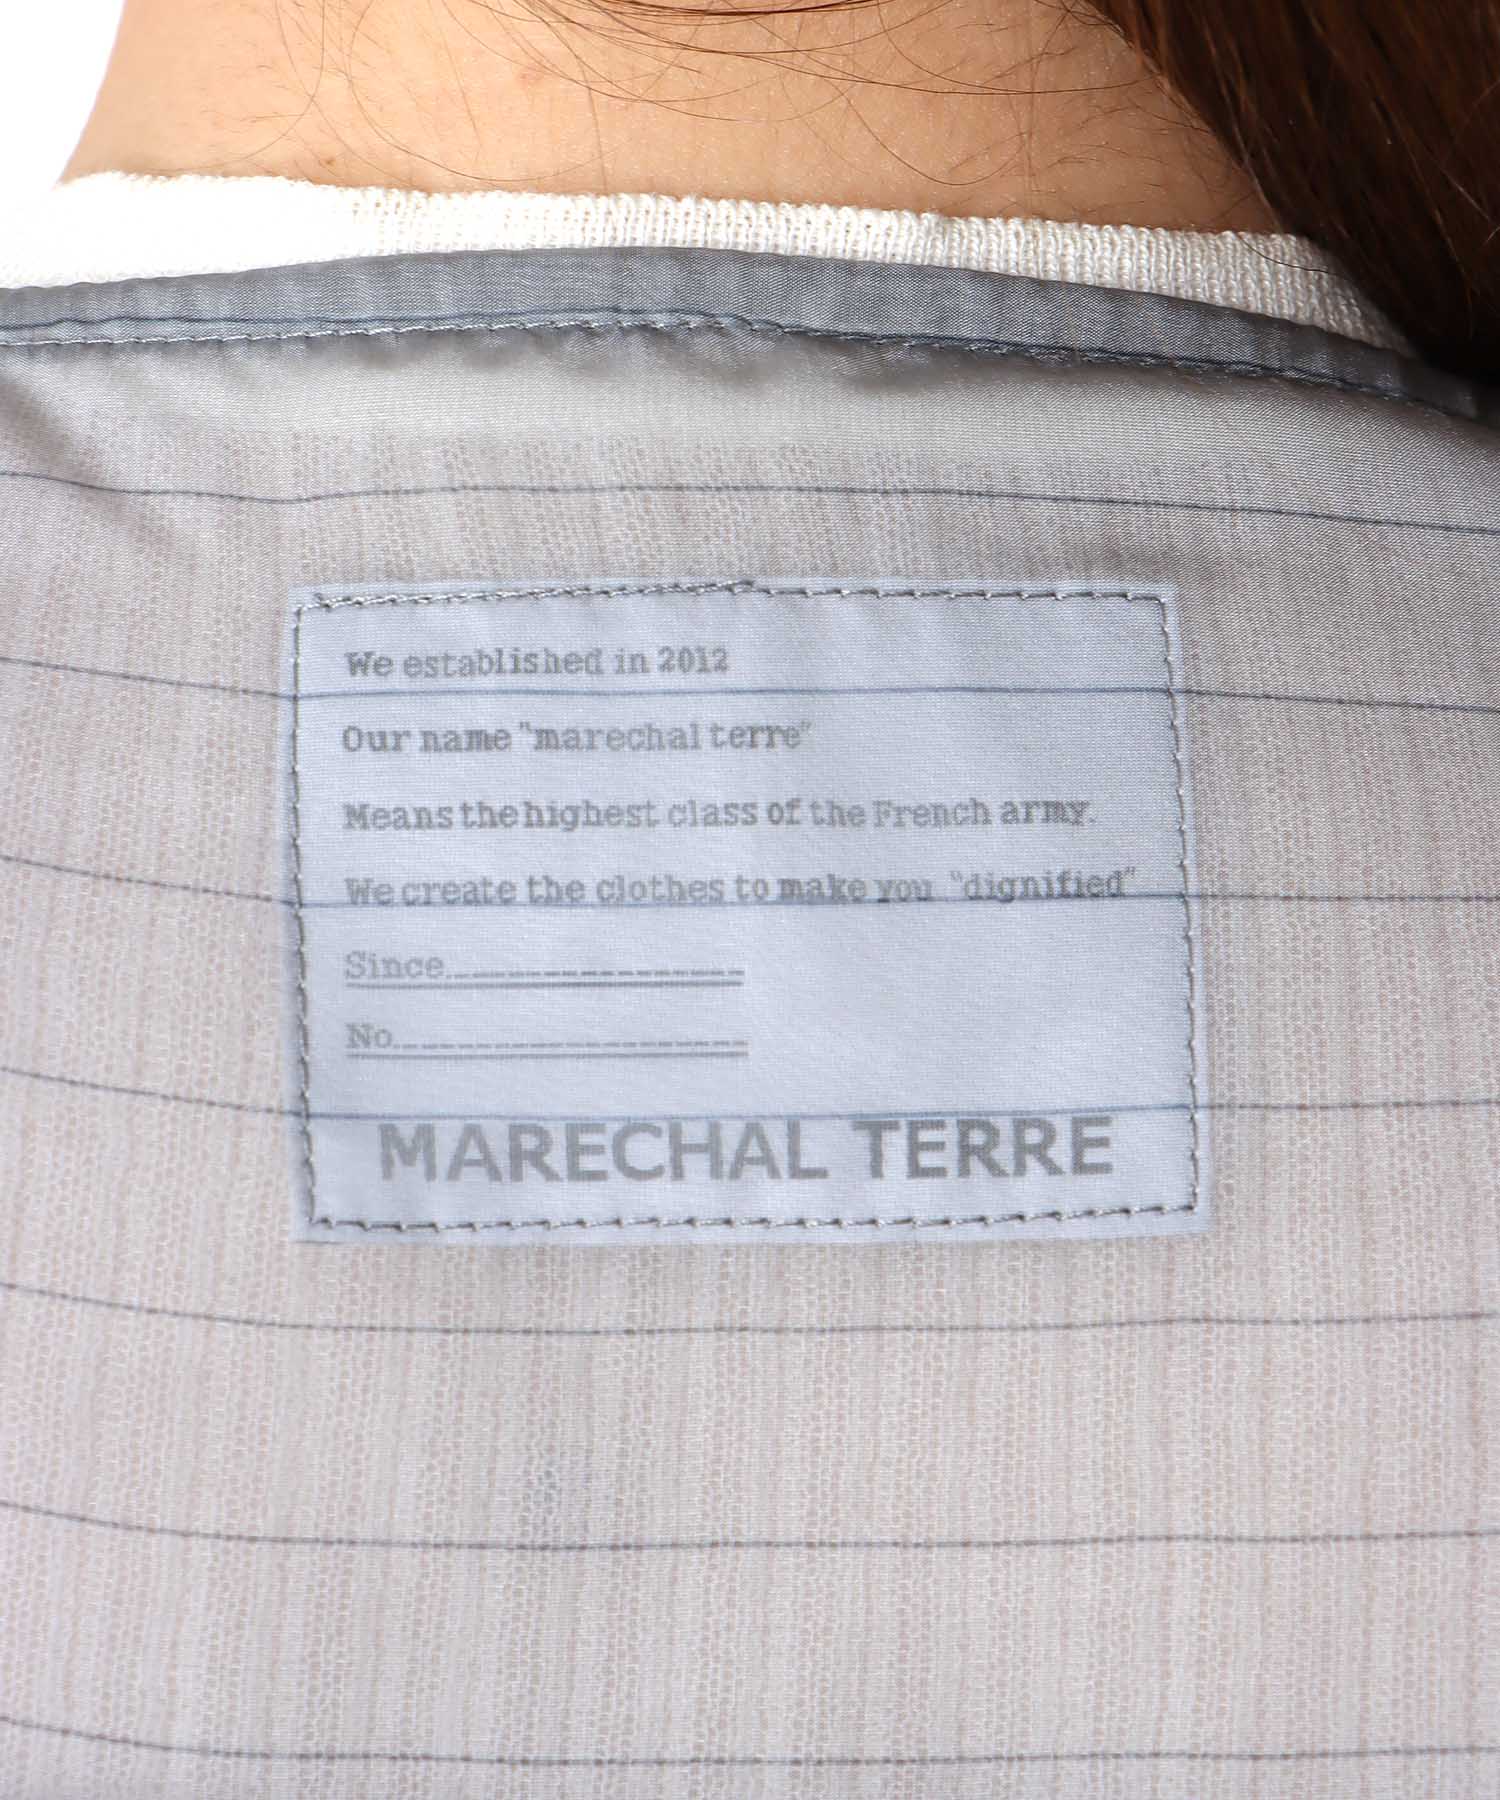 We established in 2012
Our name "marechal terre"
Means the highest class of the French army.
We create the clothes to make you "dignified"
Since
No
MARECHAL TERRE